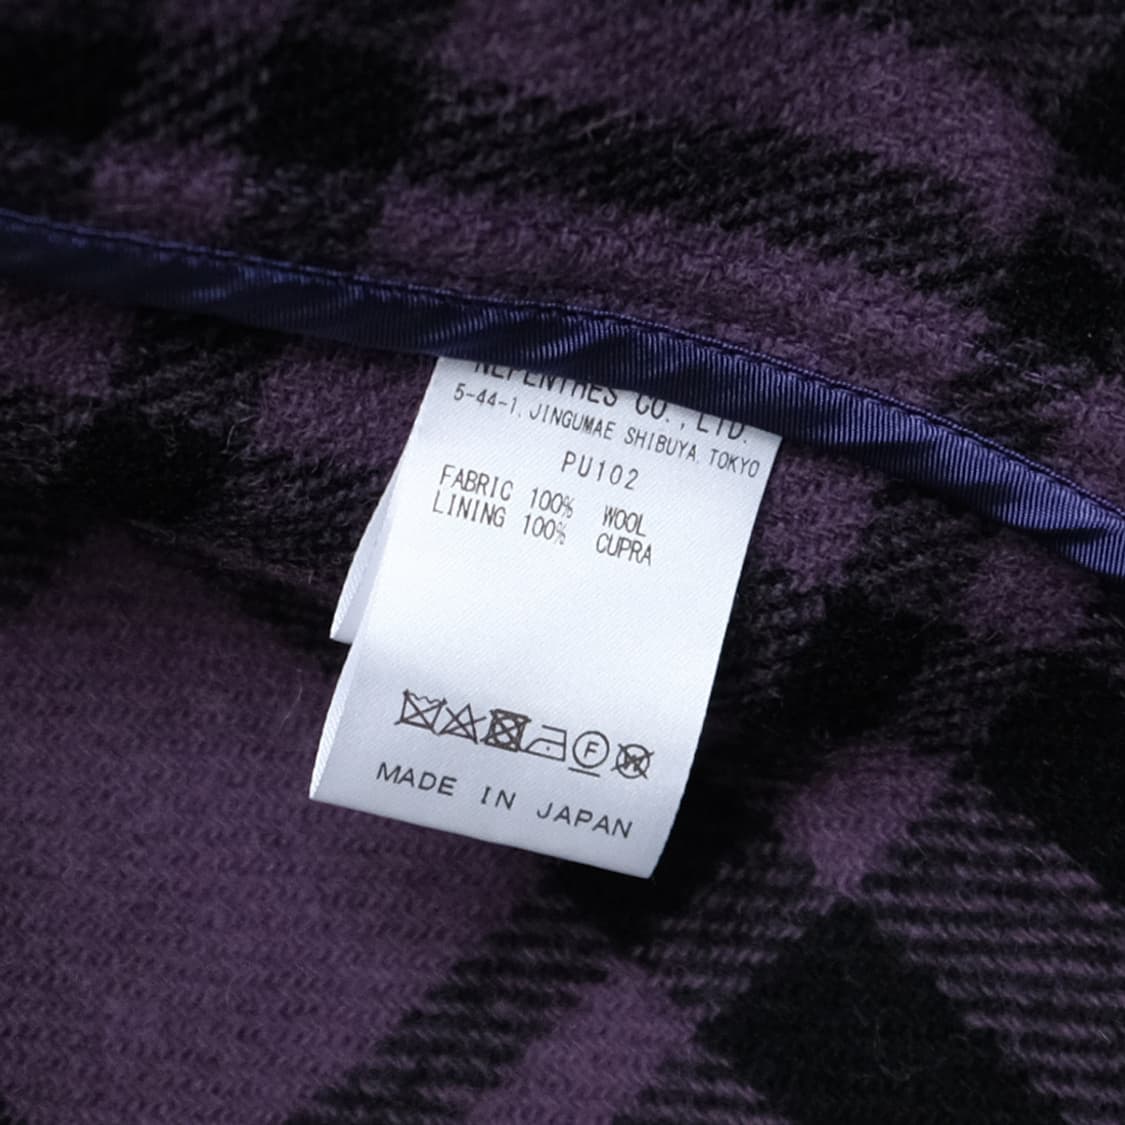 NEPENTHES CO., LTD.
5-44-1, JINGUMAE SHIBUYA, TOKYO
PU102
FABRIC 100% WOOL
LINING 100% CUPRA
F W
MADE IN JAPAN